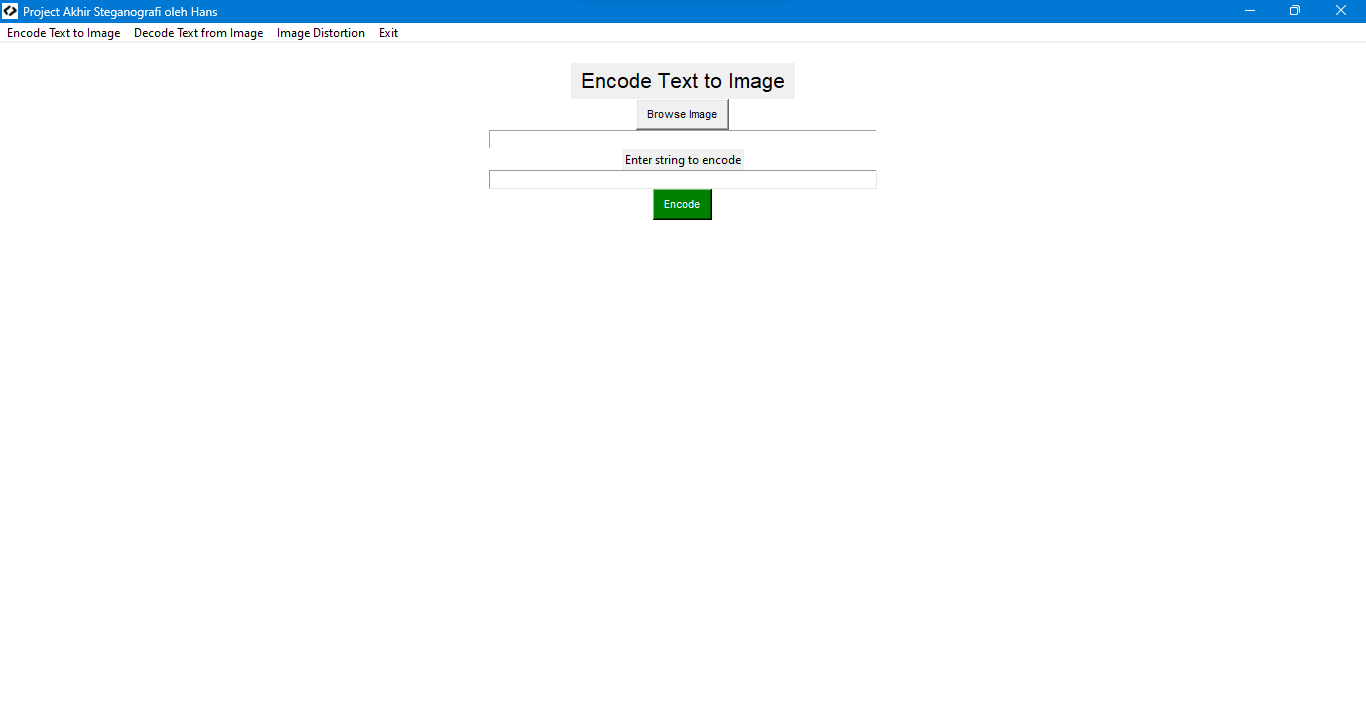 Project Akhir Steganografi oleh Hans
Encode Text to Image Decode Text from Image Image Distortion Exit
Encode Text to Image
Browse Image
Enter string to encode
Encode